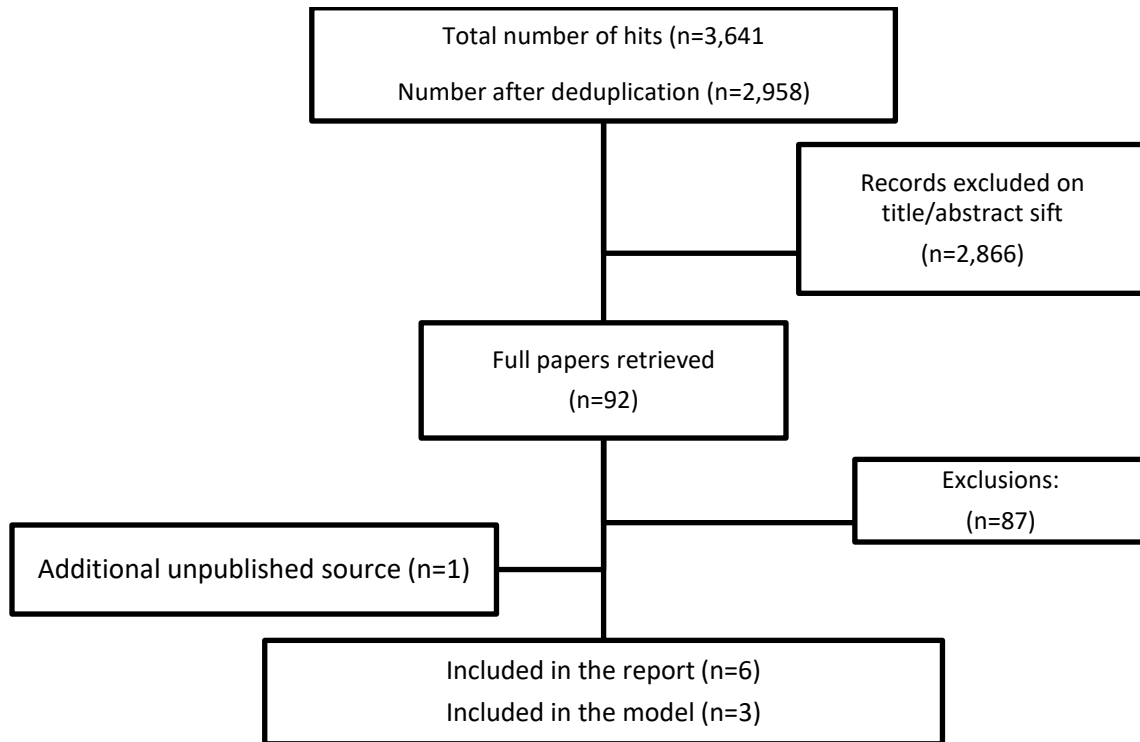 Total number of hits (n=3,641
Number after deduplication (n=2,958)
Records excluded on
title/abstract sift
(n=2,866)
Full papers retrieved
(n=92)
Exclusions:
(n=87)
Additional unpublished source (n=1)
Included in the report (n=6)
Included in the model (n=3)